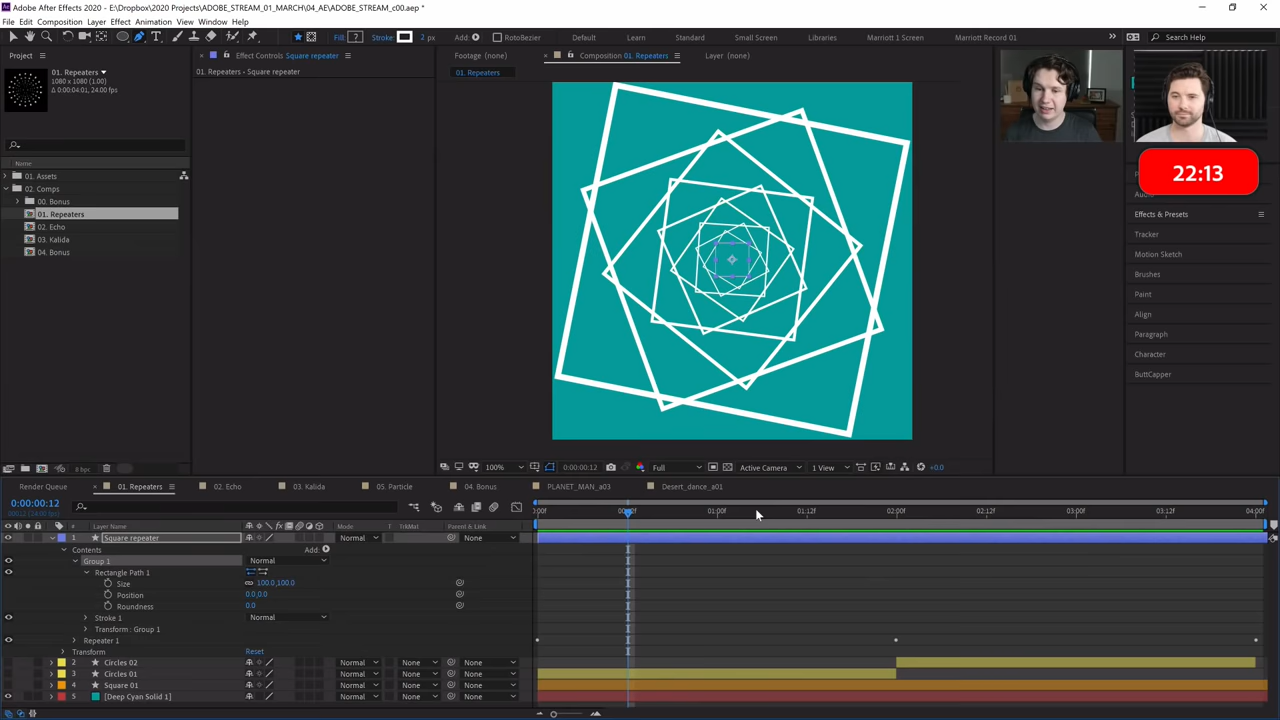 Adobe After Effects 2020 - E:\Dropbox\2020 Projects\ADOBE_STREAM_01_MARCH\04_AE\ADOBE_STREAM_c00.aep *
File Edit Composition Layer Effect Animation View Window Help
Fill: ? Stroke: 2 px Add: RotoBezier Default Learn Standard Small Screen Libraries Marriott 1 Screen Marriott Record 01 Search Help
Project Effect Controls Square repeater Footage (none) Composition 01. Repeaters Layer (none)
01. Repeaters
1080 x 1080 (1.00)
Δ 0:00:04:01, 24.00 fps
01. Repeaters • Square repeater
01. Repeaters
22:13
Name
01. Assets
02. Comps
00. Bonus
01. Repeaters
02. Echo
03. Kalida
04. Bonus
Effects & Presets
Tracker
Motion Sketch
Brushes
Paint
Align
Paragraph
Character
ButtCapper
8 bpc
100% 0:00:00:12 Full Active Camera 1 View +0.0
Render Queue 01. Repeaters 02. Echo 03. Kalida 05. Particle 04. Bonus PLANET_MAN_a03 Desert_dance_a01
0:00:00:12
01:00f 01:12f 02:00f 02:12f 03:00f 03:12f 04:00f
# Layer Name Mode T TrkMat Parent & Link
1 Square repeater Normal None
Contents Add:
Group 1 Normal
Rectangle Path 1
Size 100.0,100.0
Position 0.0,0.0
Roundness 0.0
Stroke 1 Normal
Transform: Group 1
Repeater 1
Transform Reset
2 Circles 02 Normal None None
3 Circles 01 Normal None None
4 Square 01 Normal None None
5 [Deep Cyan Solid 1] Normal None None